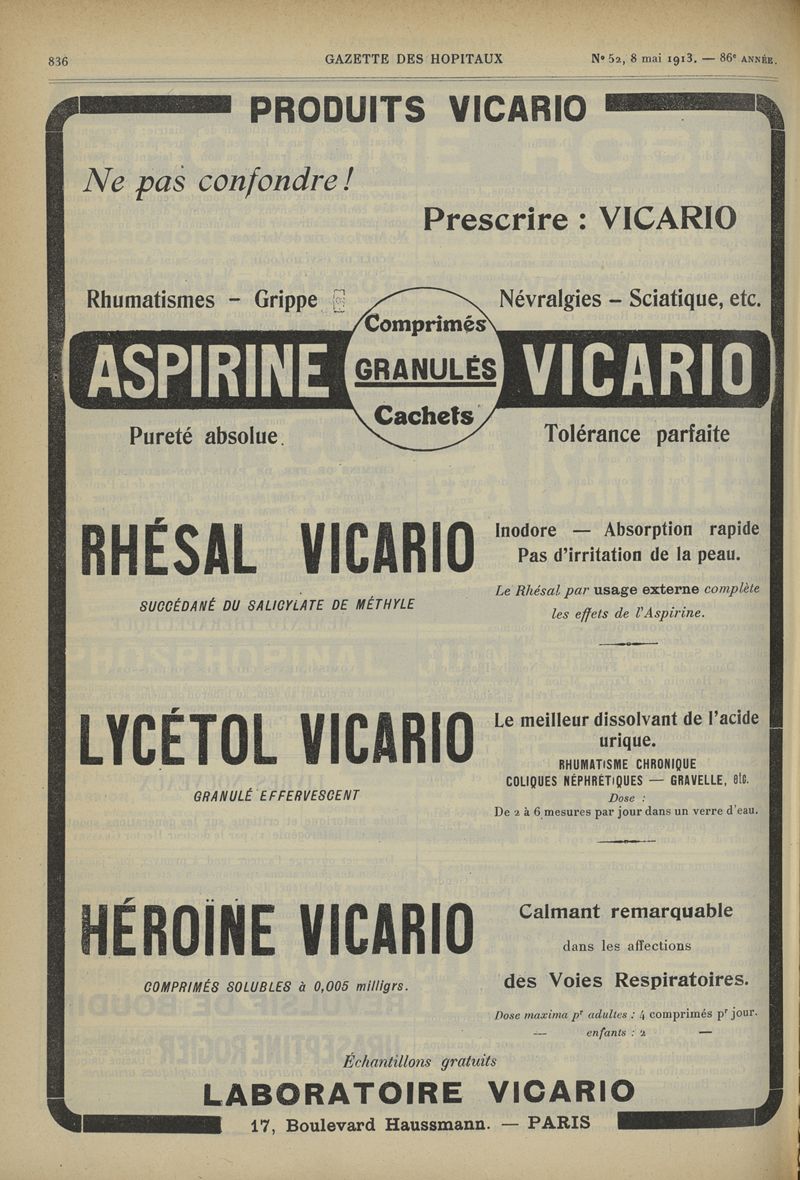 836 GAZETTE DES HOPITAUX N° 52, 8 mai 1913. — 86e ANNÉE.
PRODUITS VICARIO
Ne pas confondre !
Prescrire : VICARIO
Rhumatismes - Grippe Névralgies - Sciatique, etc.
Comprimés
ASPIRINE GRANULÉS VICARIO
Cachets
Pureté absolue. Tolérance parfaite
RHÉSAL VICARIO
SUCCÉDANÉ DU SALICYLATE DE MÉTHYLE
Inodore — Absorption rapide
Pas d'irritation de la peau.
Le Rhésal par usage externe complète
les effets de l'Aspirine.
LYCÉTOL VICARIO
GRANULÉ EFFERVESCENT
Le meilleur dissolvant de l'acide
urique.
RHUMATISME CHRONIQUE
COLIQUES NÉPHRÉTIQUES — GRAVELLE, etc.
Dose :
De 2 à 6 mesures par jour dans un verre d'eau.
HÉROÏNE VICARIO
COMPRIMÉS SOLUBLES à 0,005 milligrs.
Calmant remarquable
dans les affections
des Voies Respiratoires.
Dose maxima pr adultes : 4 comprimés pr jour.
— enfants : 2 —
Échantillons gratuits
LABORATOIRE VICARIO
17, Boulevard Haussmann. — PARIS